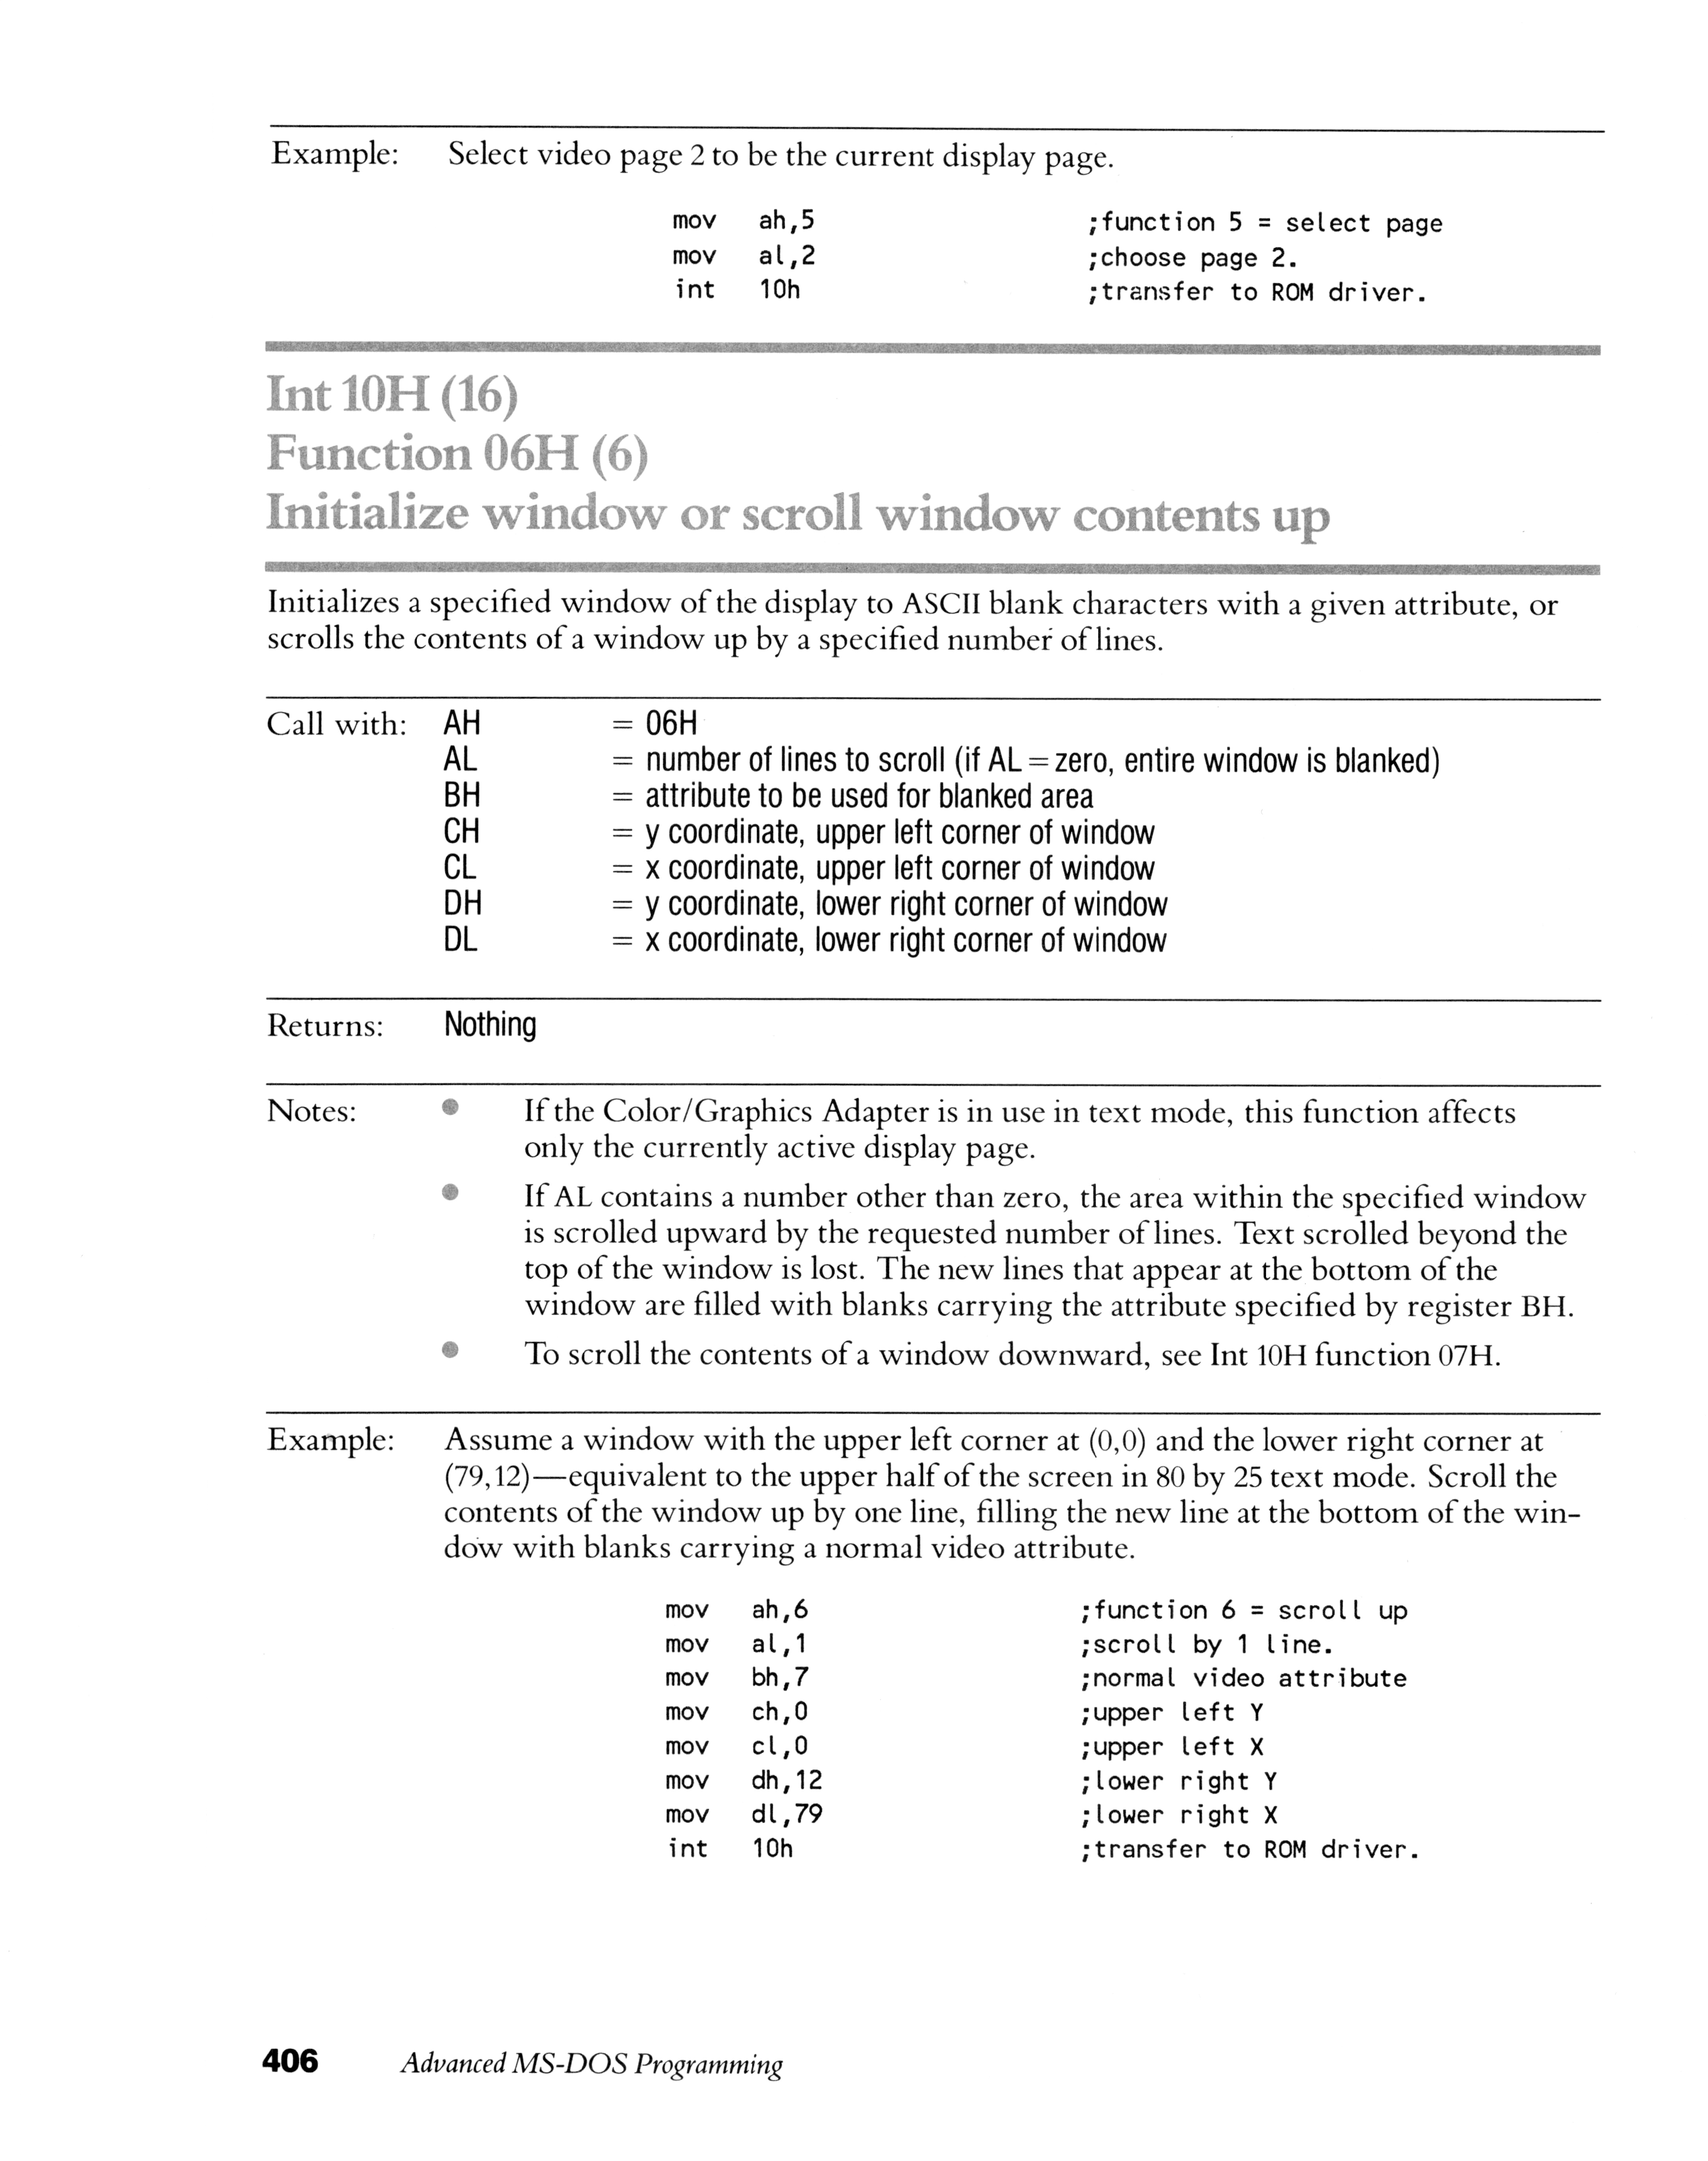 Example: Select video page 2 to be the current display page.
mov ah,5 ;function 5 = select page
mov al,2 ;choose page 2.
int 10h ;transfer to ROM driver.
Int 10H (16)
Function 06H (6)
Initialize window or scroll window contents up
Initializes a specified window of the display to ASCII blank characters with a given attribute, or
scrolls the contents of a window up by a specified number of lines.
Call with: AH = 06H
AL = number of lines to scroll (if AL = zero, entire window is blanked)
BH = attribute to be used for blanked area
CH = y coordinate, upper left corner of window
CL = x coordinate, upper left corner of window
DH = y coordinate, lower right corner of window
DL = x coordinate, lower right corner of window
Returns: Nothing
Notes: • If the Color/Graphics Adapter is in use in text mode, this function affects
only the currently active display page.
• If AL contains a number other than zero, the area within the specified window
is scrolled upward by the requested number of lines. Text scrolled beyond the
top of the window is lost. The new lines that appear at the bottom of the
window are filled with blanks carrying the attribute specified by register BH.
• To scroll the contents of a window downward, see Int 10H function 07H.
Example: Assume a window with the upper left corner at (0,0) and the lower right corner at
(79,12)—equivalent to the upper half of the screen in 80 by 25 text mode. Scroll the
contents of the window up by one line, filling the new line at the bottom of the win-
dow with blanks carrying a normal video attribute.
mov ah,6 ;function 6 = scroll up
mov al,1 ;scroll by 1 line.
mov bh,7 ;normal video attribute
mov ch,0 ;upper left Y
mov cl,0 ;upper left X
mov dh,12 ;lower right Y
mov dl,79 ;lower right X
int 10h ;transfer to ROM driver.
406 Advanced MS-DOS Programming